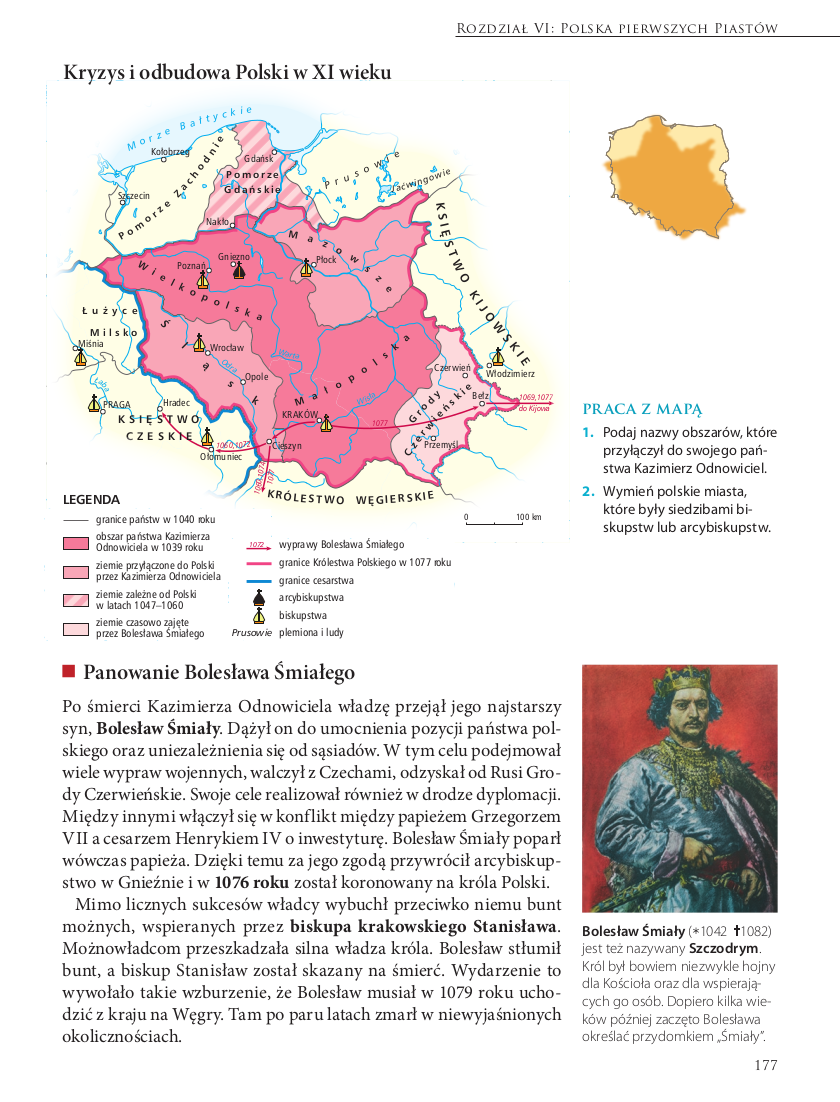 Rozdział VI: Polska pierwszych Piastów
Kryzys i odbudowa Polski w XI wieku
Morze Bałtyckie
Kołobrzeg
Gdańsk
Pomorze
Gdańskie
Prusowie
Jaćwingowie
Szczecin
Pomorze Zachodnie
Nakło
KSIĘSTWO KIJOWSKIE
Mazowsze
Gniezno
Poznań
Płock
Wielkopolska
Łużyce
Milsko
Miśnia
Śląsk
Wrocław
Odra
Warta
Opole
Małopolska
Wisła
Czerwień
Włodzimierz
Grody
Czerwieńskie
Bełz
1069,1077
do Kijowa
Łaba
PRAGA
Hradec
KSIĘSTWO
CZESKIE
KRAKÓW
1077
Przemyśl
Ołomuniec
Cieszyn
KRÓLESTWO WĘGIERSKIE
0 100 km
LEGENDA
granice państw w 1040 roku
obszar państwa Kazimierza
Odnowiciela w 1039 roku
ziemie przyłączone do Polski
przez Kazimierza Odnowiciela
ziemie zależne od Polski
w latach 1047–1060
ziemie czasowo zajęte
przez Bolesława Śmiałego
1072 wyprawy Bolesława Śmiałego
granice Królestwa Polskiego w 1077 roku
granice cesarstwa
arcybiskupstwa
biskupstwa
Prusowie plemiona i ludy
PRACA Z MAPĄ
1. Podaj nazwy obszarów, które
przyłączył do swojego pań-
stwa Kazimierz Odnowiciel.
2. Wymień polskie miasta,
które były siedzibami bi-
skupstw lub arcybiskupstw.
Panowanie Bolesława Śmiałego
Po śmierci Kazimierza Odnowiciela władzę przejął jego najstarszy
syn, Bolesław Śmiały. Dążył on do umocnienia pozycji państwa pol-
skiego oraz uniezależnienia się od sąsiadów. W tym celu podejmował
wiele wypraw wojennych, walczył z Czechami, odzyskał od Rusi Gro-
dy Czerwieńskie. Swoje cele realizował również w drodze dyplomacji.
Między innymi włączył się w konflikt między papieżem Grzegorzem
VII a cesarzem Henrykiem IV o inwestyturę. Bolesław Śmiały poparł
wówczas papieża. Dzięki temu za jego zgodą przywrócił arcybiskup-
stwo w Gnieźnie i w 1076 roku został koronowany na króla Polski.
Mimo licznych sukcesów władcy wybuchł przeciwko niemu bunt
możnych, wspieranych przez biskupa krakowskiego Stanisława.
Możnowładcom przeszkadzała silna władza króla. Bolesław stłumił
bunt, a biskup Stanisław został skazany na śmierć. Wydarzenie to
wywołało takie wzburzenie, że Bolesław musiał w 1079 roku ucho-
dzić z kraju na Węgry. Tam po paru latach zmarł w niewyjaśnionych
okolicznościach.
Bolesław Śmiały (*1042 ✝1082)
jest też nazywany Szczodrym.
Król był bowiem niezwykle hojny
dla Kościoła oraz dla wspierają-
cych go osób. Dopiero kilka wie-
ków później zaczęto Bolesława
określać przydomkiem „Śmiały”.
177